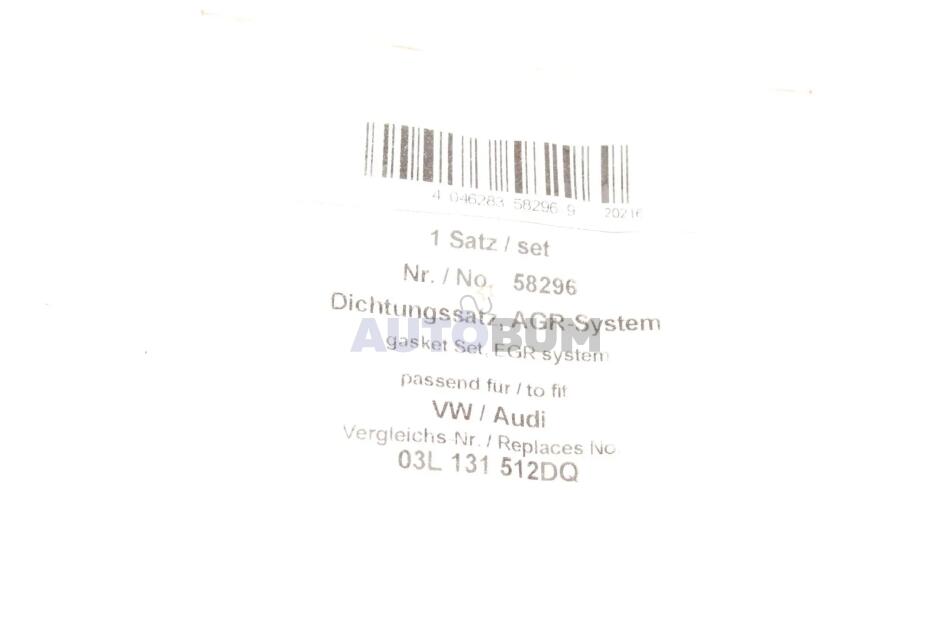 4 046283 58296 9 20216
1 Satz / set
Nr. / No. 58296
Dichtungssatz, AGR-System
AUTOBUM
gasket Set, EGR system
passend für / to fit
VW / Audi
Vergleichs-Nr. / Replaces No.
03L 131 512DQ